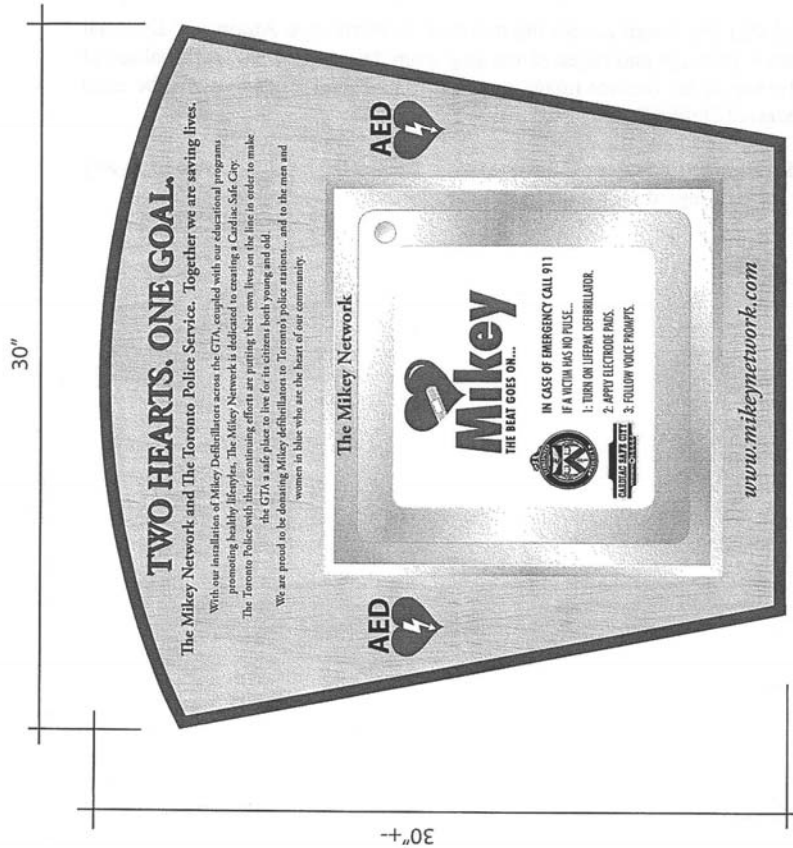 30"
TWO HEARTS. ONE GOAL.
The Mikey Network and The Toronto Police Service. Together we are saving lives.
With our installation of Mikey Defibrillators across the GTA, coupled with our educational programs
promoting healthy lifestyles, The Mikey Network is dedicated to creating a Cardiac Safe City.
The Toronto Police with their continuing efforts are putting their own lives on the line in order to make
the GTA a safe place to live for its citizens both young and old.
We are proud to be donating Mikey defibrillators to Toronto's police stations... and to the men and
women in blue who are the heart of our community.
AED
AED
The Mikey Network
Mikey
THE BEAT GOES ON...
IN CASE OF EMERGENCY CALL 911
IF A VICTIM HAS NO PULSE...
1: TURN ON LIFEPAK DEFIBRILLATOR.
2: APPLY ELECTRODE PADS.
3: FOLLOW VOICE PROMPTS.
CARDIAC SAFE CITY
www.mikeynetwork.com
30"+-